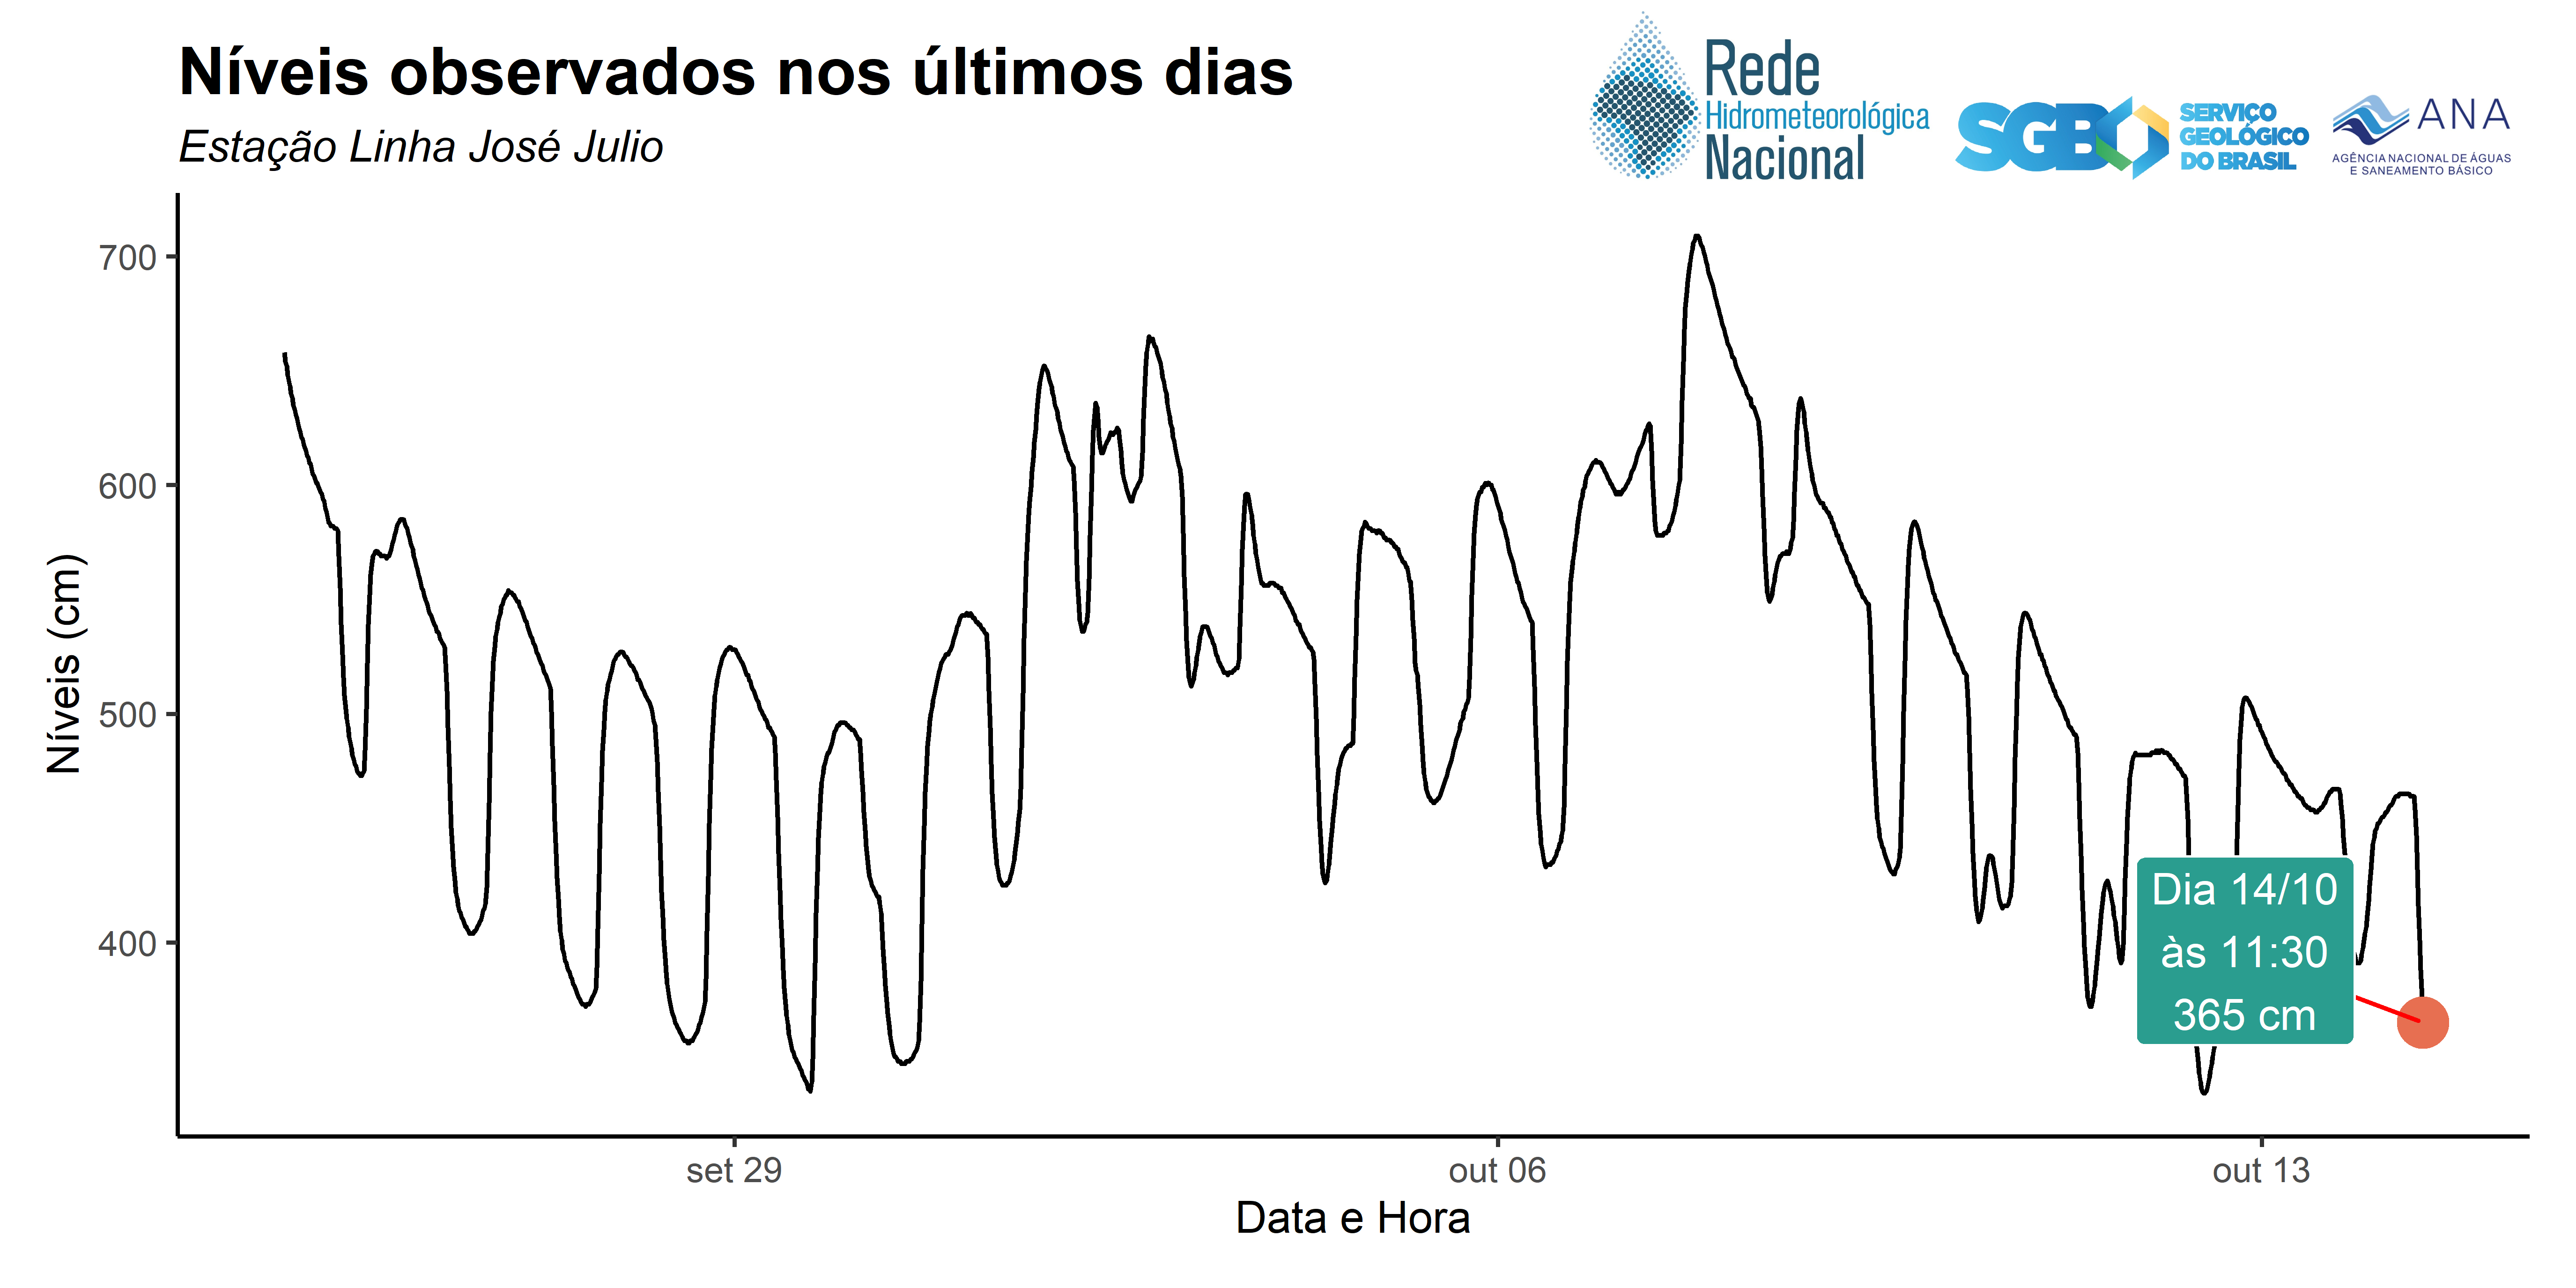 Níveis observados nos últimos dias
Estação Linha José Julio
Rede
Hidrometeorológica
Nacional
SGB
SERVIÇO
GEOLÓGICO
DO BRASIL
ANA
AGÊNCIA NACIONAL DE ÁGUAS
E SANEAMENTO BÁSICO
Níveis (cm)
700
600
500
400
Dia 14/10
às 11:30
365 cm
set 29
out 06
out 13
Data e Hora